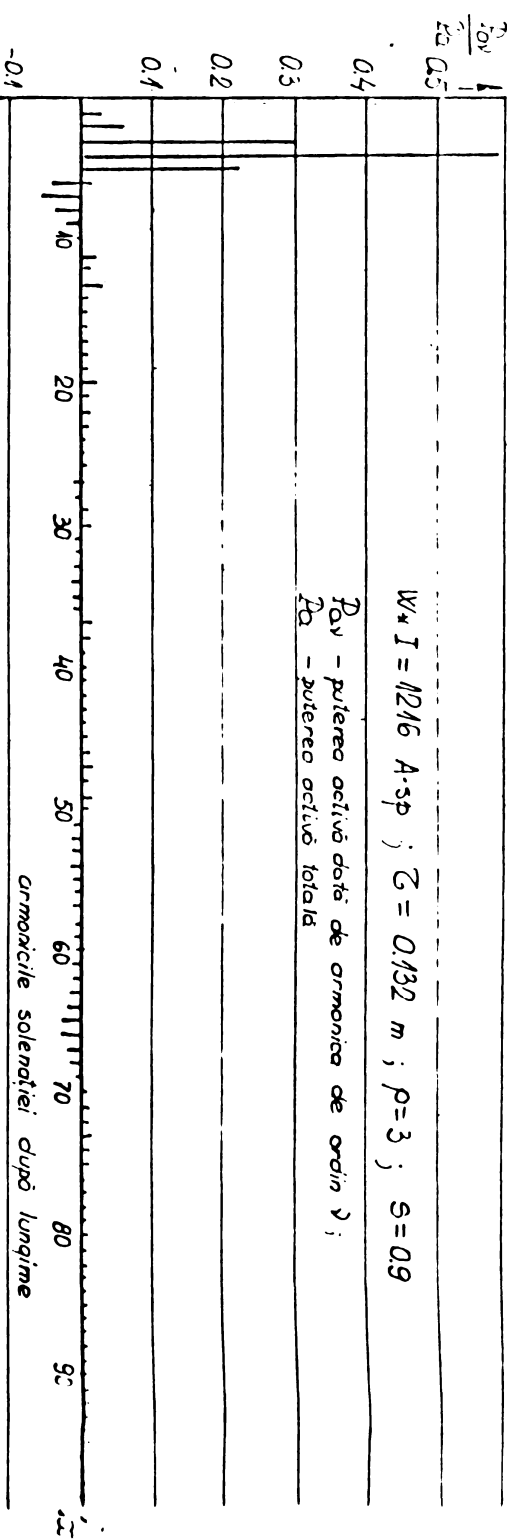 Paν
Pa
0.5
0.4
0.3
0.2
0.1
-0.1
W*I = 1216 A·sp ; τ = 0.132 m ; p=3 ; s=0.9
Paν - puterea activă dată de armonica de ordin ν ;
Pa - puterea activă totală
10 20 30 40 50 60 70 80 90
armonicile solenației după lungime